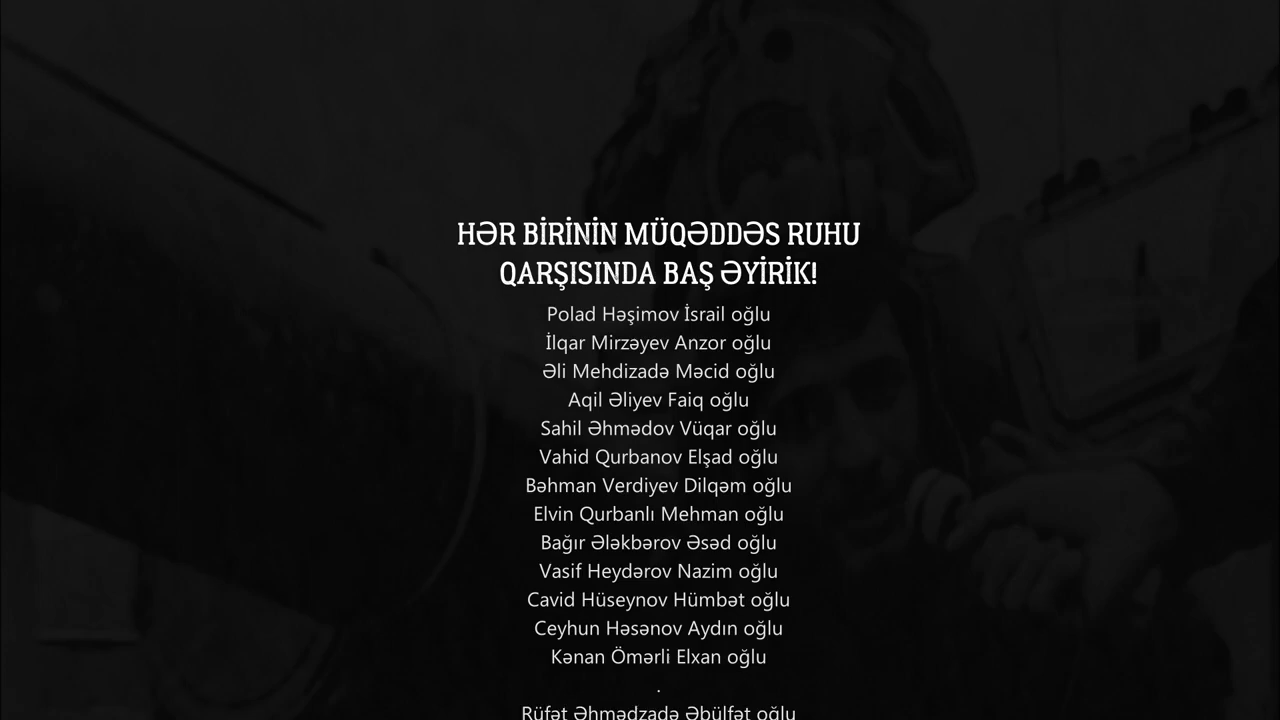 HƏR BİRİNİN MÜQƏDDƏS RUHU
QARŞISINDA BAŞ ƏYİRİK!
Polad Həşimov İsrail oğlu
İlqar Mirzəyev Anzor oğlu
Əli Mehdizadə Məcid oğlu
Aqil Əliyev Faiq oğlu
Sahil Əhmədov Vüqar oğlu
Vahid Qurbanov Elşad oğlu
Bəhman Verdiyev Dilqəm oğlu
Elvin Qurbanlı Mehman oğlu
Bağır Ələkbərov Əsəd oğlu
Vasif Heydərov Nazim oğlu
Cavid Hüseynov Hümbət oğlu
Ceyhun Həsənov Aydın oğlu
Kənan Ömərli Elxan oğlu
.
Rüfət Əhmədzadə Əbülfət oğlu